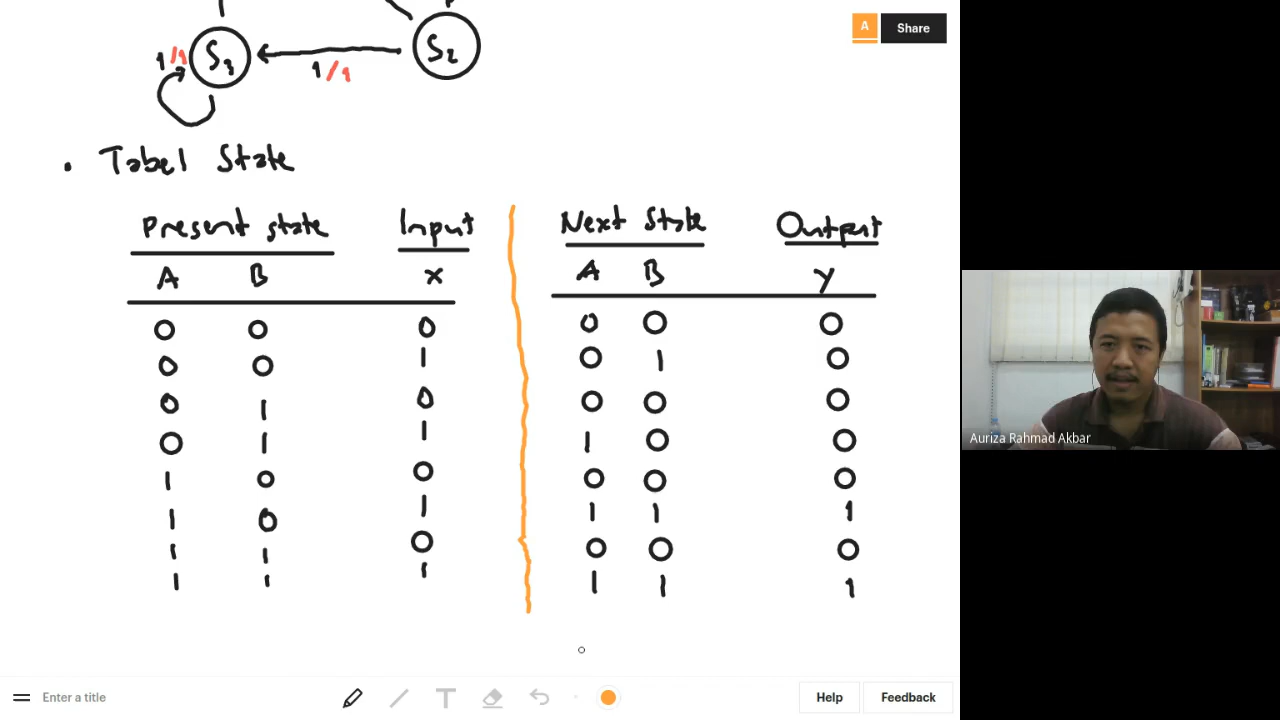 A Share
1/1 S3 S2
1/1
. Tabel State
Present state Input Next State Output
A B x A B y
0 0 0 0 0 0
0 0 1 0 1 0
0 1 0 0 0 0
0 1 1 1 0 0
1 0 0 0 0 0
1 0 1 1 1 1
1 1 0 0 0 0
1 1 1 1 1 1
Auriza Rahmad Akbar
Enter a title T Help Feedback